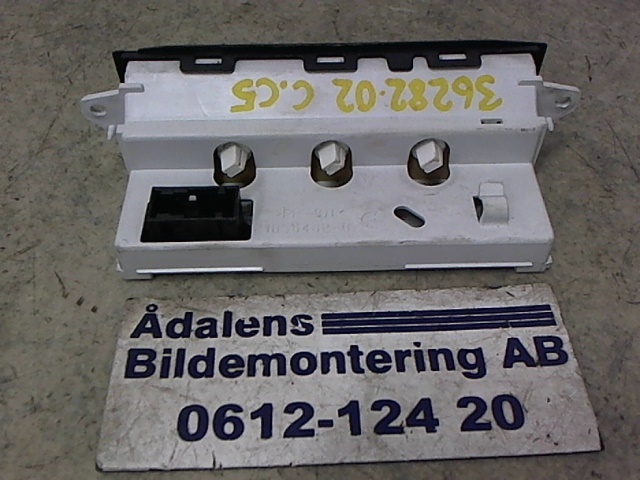 36282-02 C.C5
Ådalens
Bildemontering AB
0612-124 20